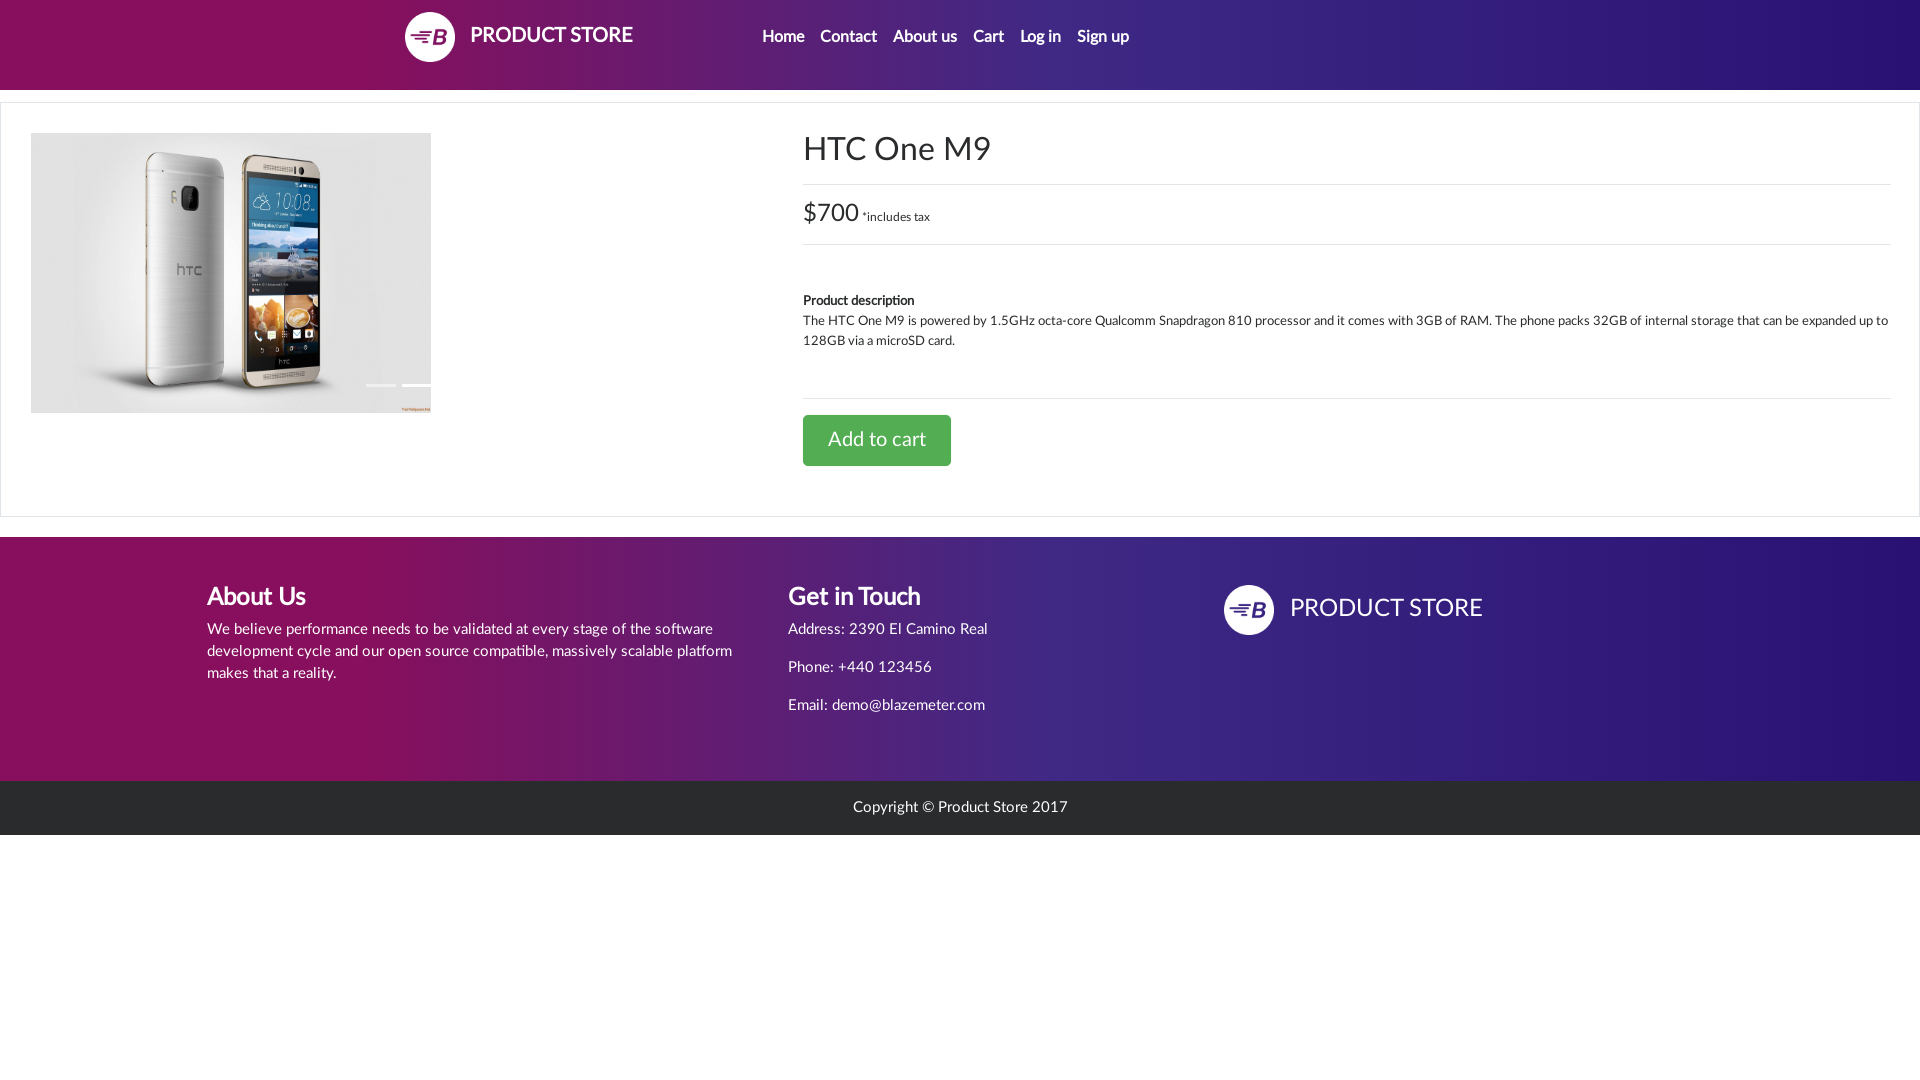 PRODUCT STORE
Home Contact About us Cart Log in Sign up
HTC One M9
$700 *includes tax
Product description
The HTC One M9 is powered by 1.5GHz octa-core Qualcomm Snapdragon 810 processor and it comes with 3GB of RAM. The phone packs 32GB of internal storage that can be expanded up to
128GB via a microSD card.
Add to cart
hTC
10:08
About Us
We believe performance needs to be validated at every stage of the software
development cycle and our open source compatible, massively scalable platform
makes that a reality.
Get in Touch
Address: 2390 El Camino Real
Phone: +440 123456
Email: demo@blazemeter.com
PRODUCT STORE
Copyright © Product Store 2017